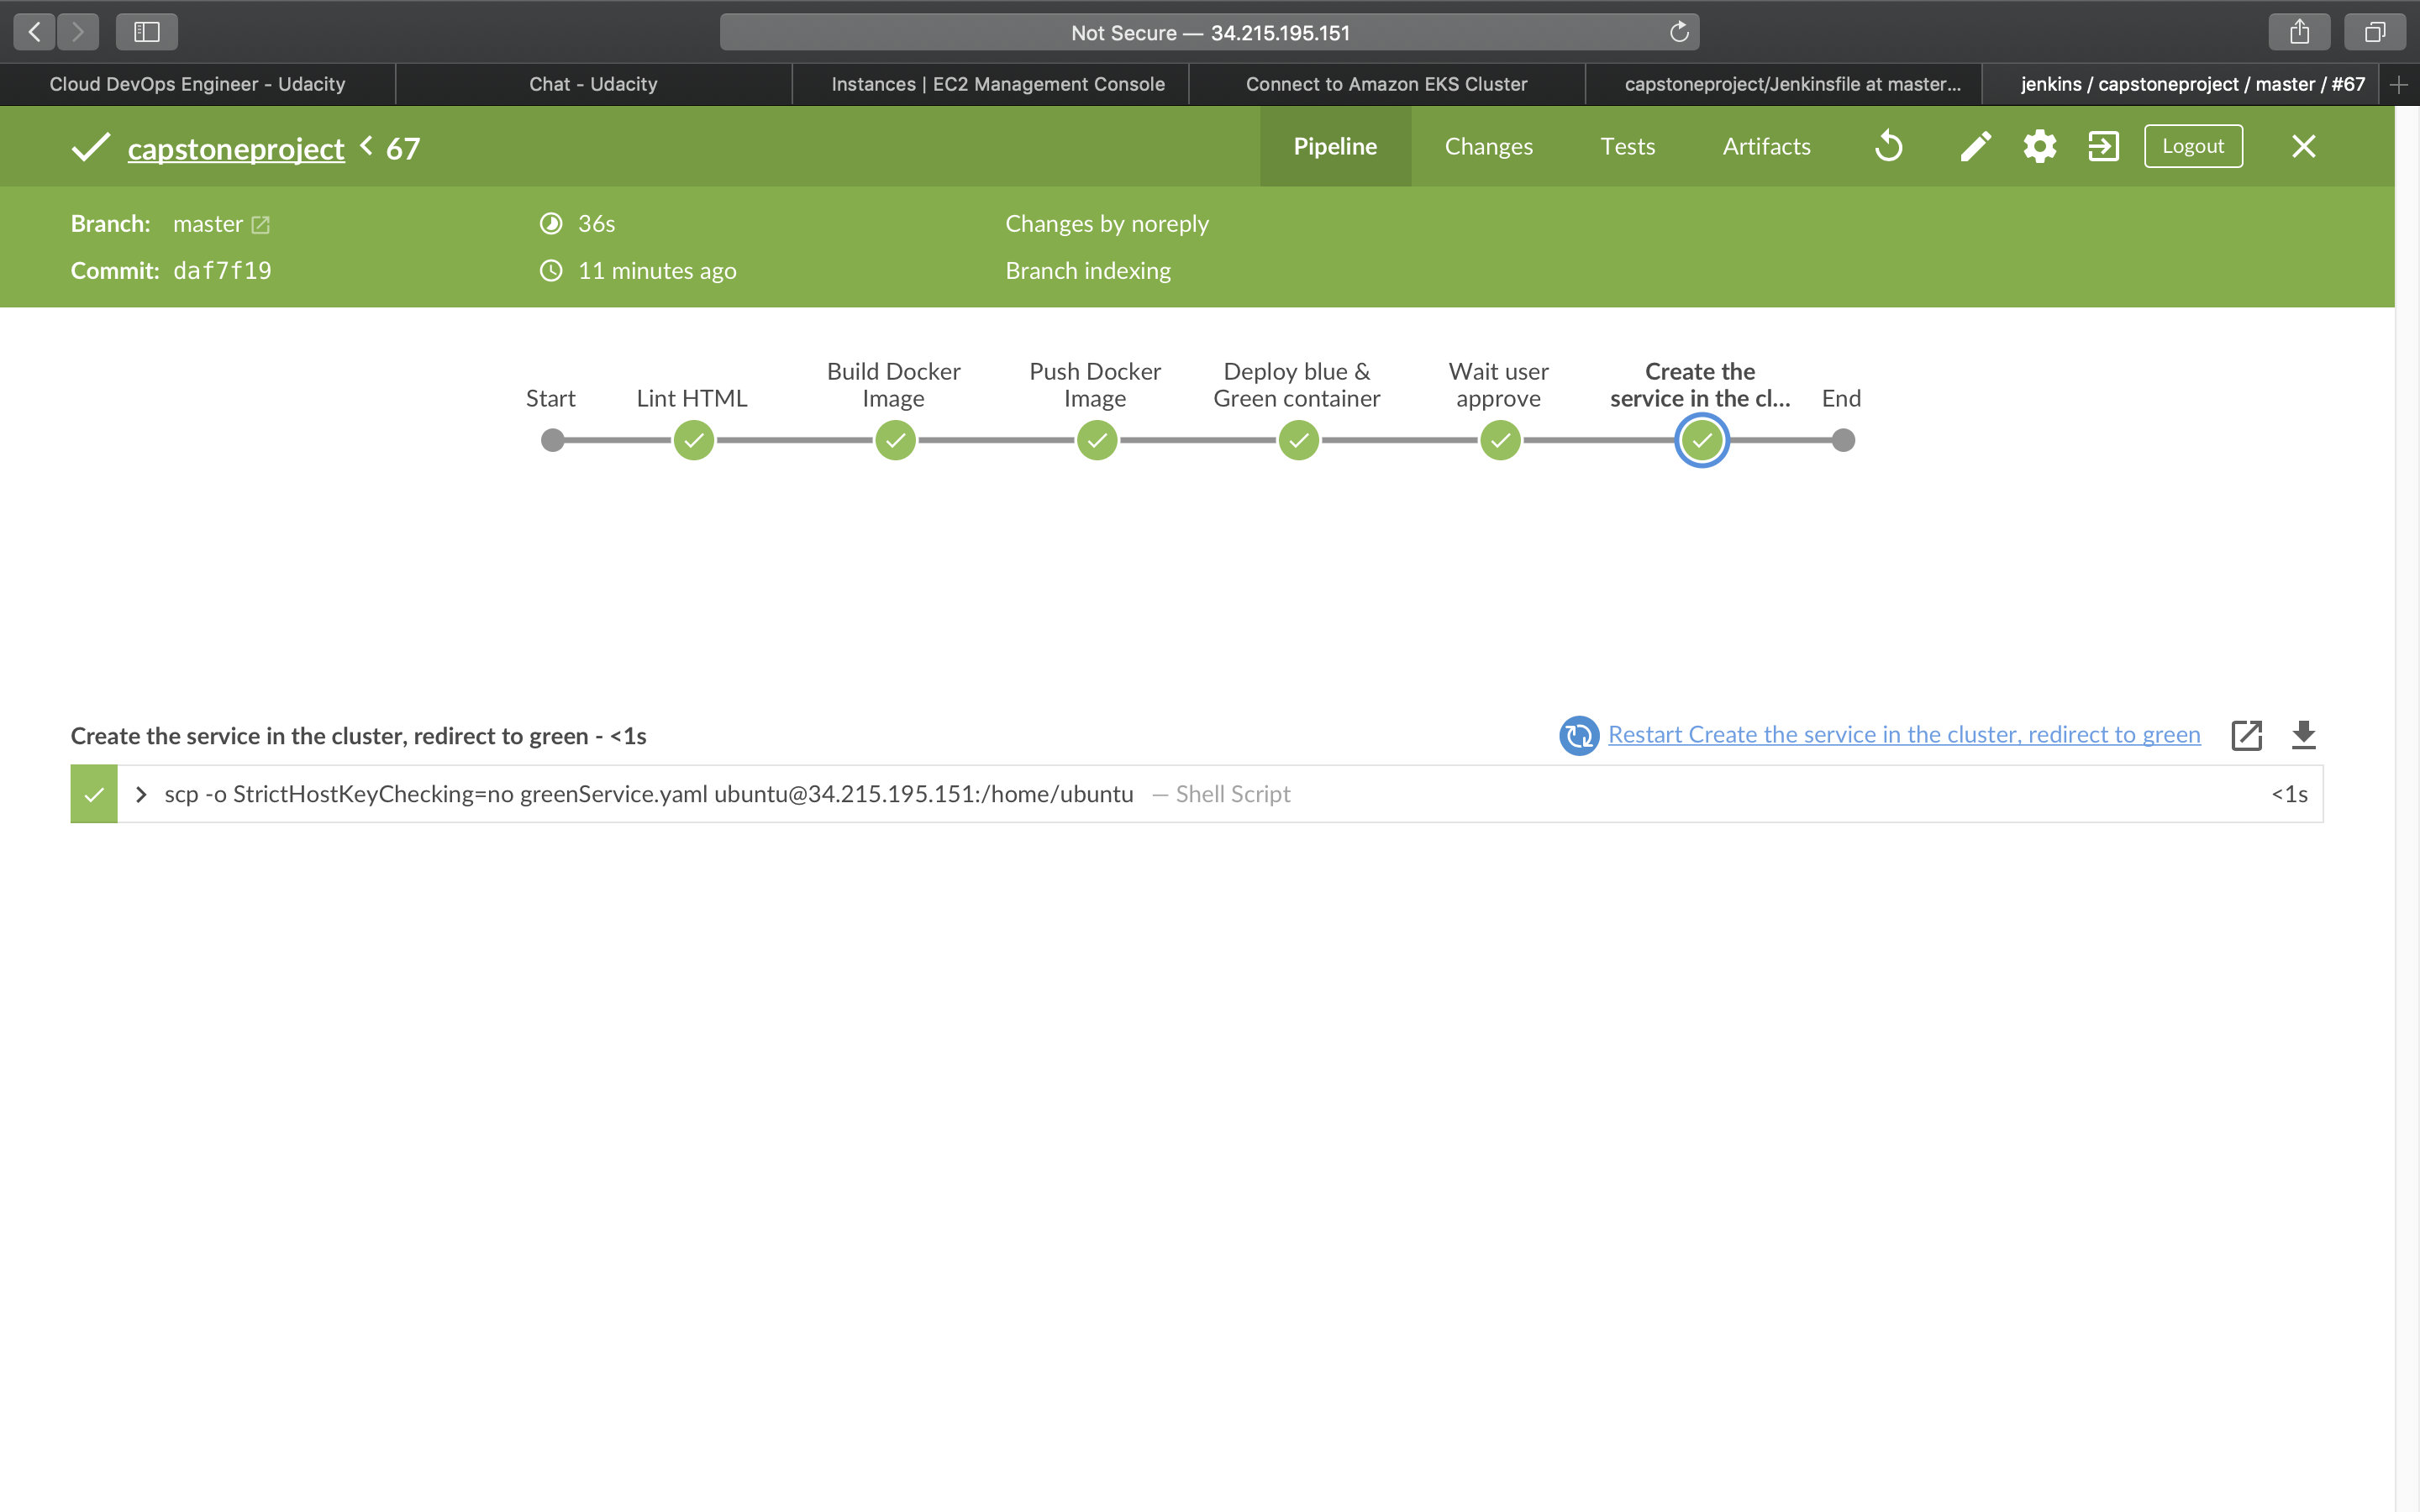 Not Secure — 34.215.195.151
Cloud DevOps Engineer - Udacity
Chat - Udacity
Instances | EC2 Management Console
Connect to Amazon EKS Cluster
capstoneproject/Jenkinsfile at master...
jenkins / capstoneproject / master / #67
capstoneproject < 67
Pipeline
Changes
Tests
Artifacts
Logout
Branch: master
36s
Changes by noreply
Commit: daf7f19
11 minutes ago
Branch indexing
Start
Lint HTML
Build Docker
Image
Push Docker
Image
Deploy blue &
Green container
Wait user
approve
Create the
service in the cl...
End
Create the service in the cluster, redirect to green - <1s
Restart Create the service in the cluster, redirect to green
scp -o StrictHostKeyChecking=no greenService.yaml ubuntu@34.215.195.151:/home/ubuntu — Shell Script
<1s